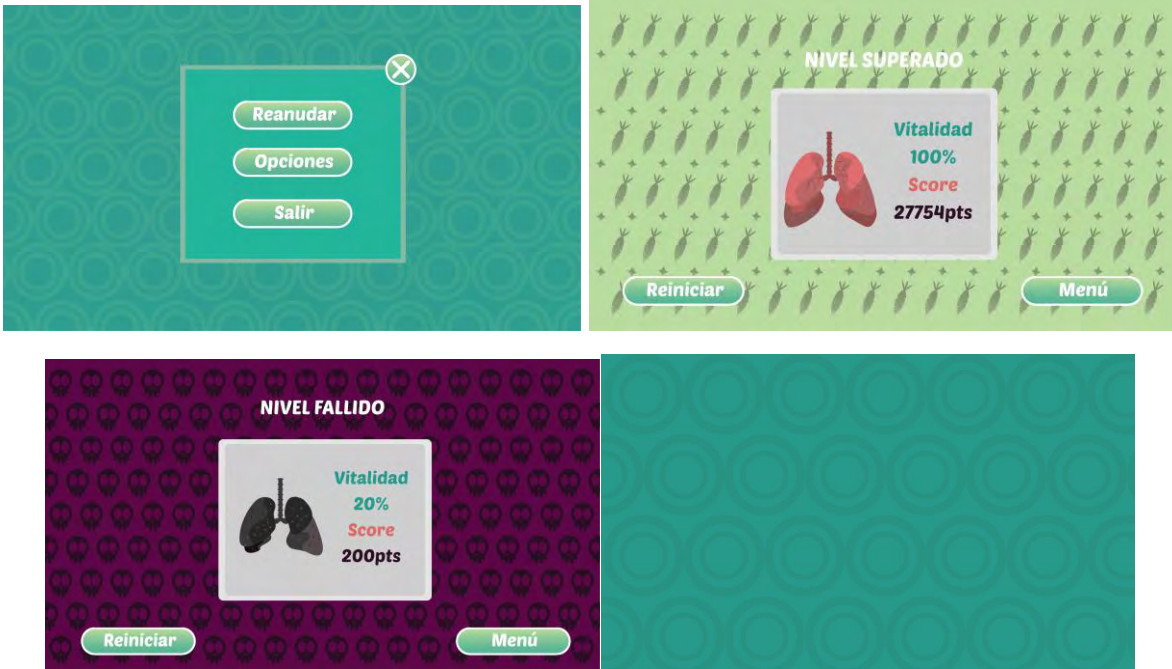 Reanudar
Opciones
Salir
NIVEL SUPERADO
Vitalidad
100%
Score
27754pts
Reiniciar
Menú
NIVEL FALLIDO
Vitalidad
20%
Score
200pts
Reiniciar
Menú